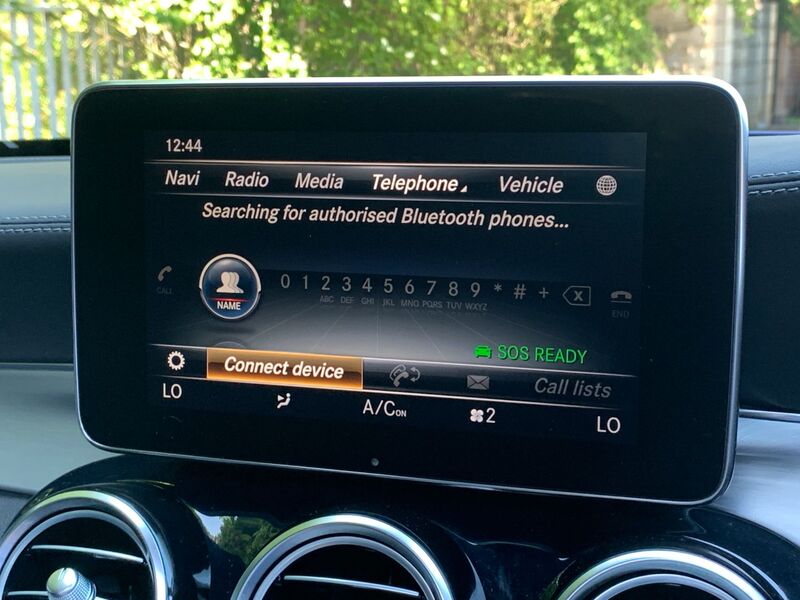 12:44
Navi Radio Media Telephone Vehicle
Searching for authorised Bluetooth phones...
CALL NAME 0 1 2 3 4 5 6 7 8 9 * # + X END
ABC DEF GHI JKL MNO PQRS TUV WXYZ
SOS READY
Connect device Call lists
LO A/C ON 2 LO